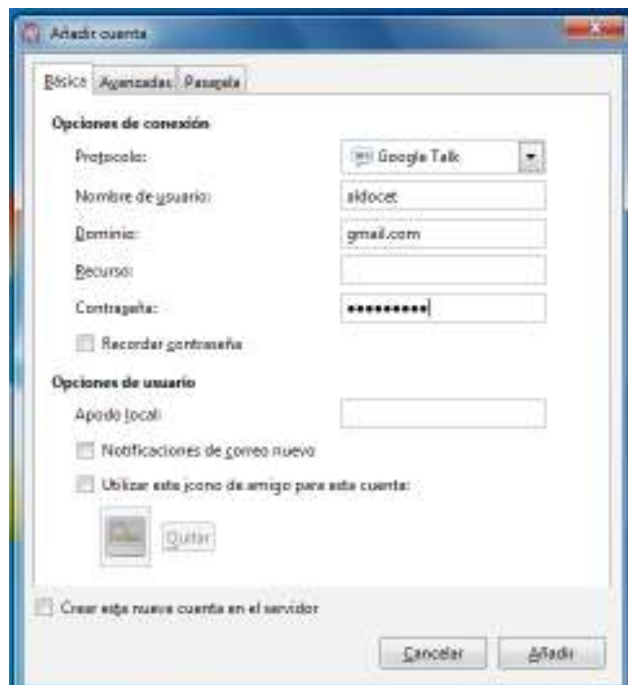 Añadir cuenta
Básica Avanzadas Pasarela
Opciones de conexión
Protocolo: Google Talk
Nombre de usuario: aldocet
Dominio: gmail.com
Recurso:
Contraseña: •••••••••
Recordar contraseña
Opciones de usuario
Apodo local:
Notificaciones de correo nuevo
Utilizar este icono de amigo para esta cuenta:
Quitar
Crear esta nueva cuenta en el servidor
Cancelar Añadir